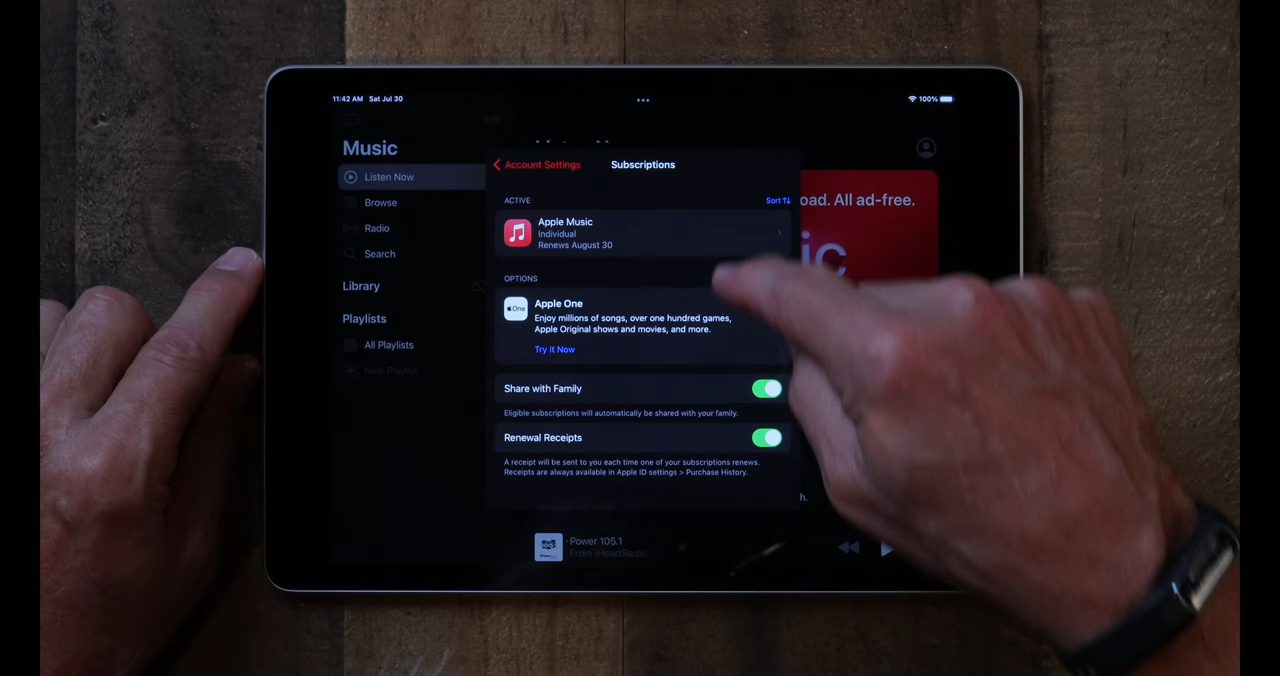 11:42 AM Sat Jul 30
100%
Edit
Music
Listen Now
Browse
Radio
Search
Library
Playlists
All Playlists
New Playlist
Account Settings
Subscriptions
ACTIVE
Sort
Apple Music
Individual
Renews August 30
OPTIONS
One
Apple One
Enjoy millions of songs, over one hundred games,
Apple Original shows and movies, and more.
Try It Now
Share with Family
Eligible subscriptions will automatically be shared with your family.
Renewal Receipts
A receipt will be sent to you each time one of your subscriptions renews.
Receipts are always available in Apple ID settings > Purchase History.
oad. All ad-free.
ic
h.
Power 105.1
From iHeartRadio